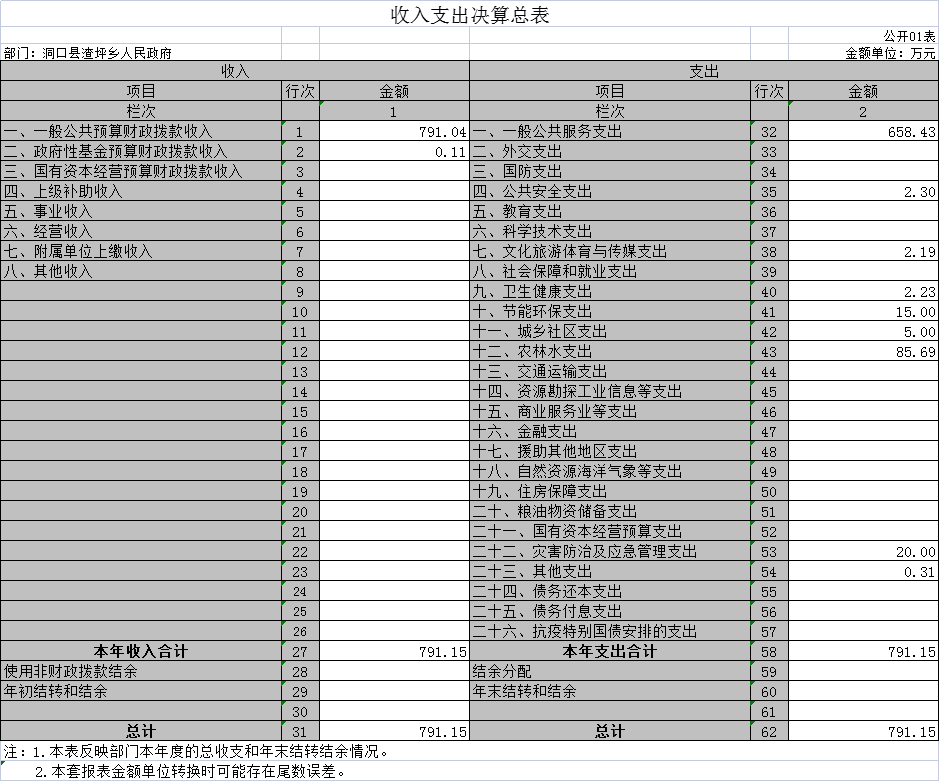 收入支出决算总表
公开01表
部门：洞口县渣坪乡人民政府 金额单位：万元
收入 支出
项目 行次 金额 项目 行次 金额
栏次 1 栏次 2
一、一般公共预算财政拨款收入 1 791.04 一、一般公共服务支出 32 658.43
二、政府性基金预算财政拨款收入 2 0.11 二、外交支出 33
三、国有资本经营预算财政拨款收入 3 三、国防支出 34
四、上级补助收入 4 四、公共安全支出 35 2.30
五、事业收入 5 五、教育支出 36
六、经营收入 6 六、科学技术支出 37
七、附属单位上缴收入 7 七、文化旅游体育与传媒支出 38 2.19
八、其他收入 8 八、社会保障和就业支出 39
9 九、卫生健康支出 40 2.23
10 十、节能环保支出 41 15.00
11 十一、城乡社区支出 42 5.00
12 十二、农林水支出 43 85.69
13 十三、交通运输支出 44
14 十四、资源勘探工业信息等支出 45
15 十五、商业服务业等支出 46
16 十六、金融支出 47
17 十七、援助其他地区支出 48
18 十八、自然资源海洋气象等支出 49
19 十九、住房保障支出 50
20 二十、粮油物资储备支出 51
21 二十一、国有资本经营预算支出 52
22 二十二、灾害防治及应急管理支出 53 20.00
23 二十三、其他支出 54 0.31
24 二十四、债务还本支出 55
25 二十五、债务付息支出 56
26 二十六、抗疫特别国债安排的支出 57
本年收入合计 27 791.15 本年支出合计 58 791.15
使用非财政拨款结余 28 结余分配 59
年初结转和结余 29 年末结转和结余 60
30 61
总计 31 791.15 总计 62 791.15
注：1.本表反映部门本年度的总收支和年末结转结余情况。
2.本套报表金额单位转换时可能存在尾数误差。